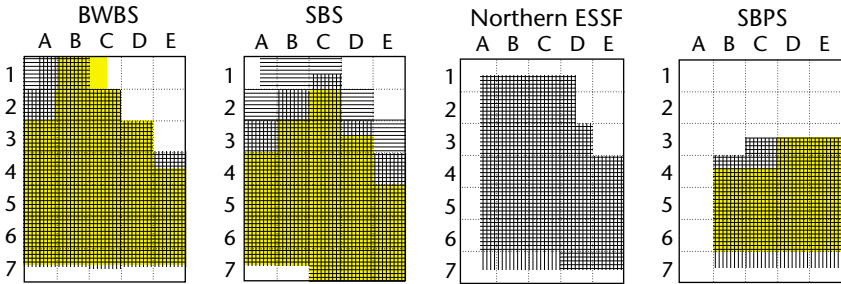 BWBS SBS Northern ESSF SBPS
A B C D E A B C D E A B C D E A B C D E
1 1 1 1
2 2 2 2
3 3 3 3
4 4 4 4
5 5 5 5
6 6 6 6
7 7 7 7